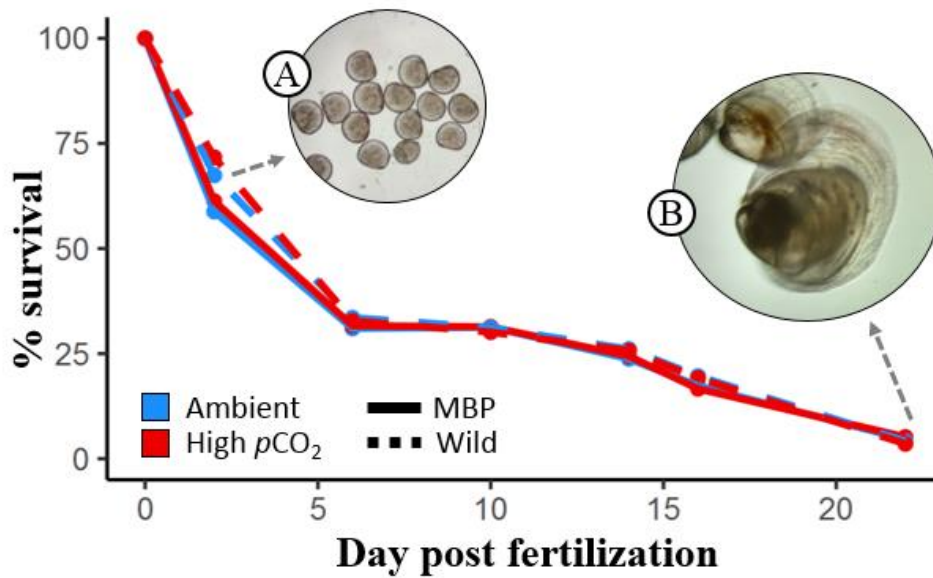 100
75
50
25
0
% survival
A
B
Ambient
MBP
High pCO₂
Wild
0 5 10 15 20
Day post fertilization